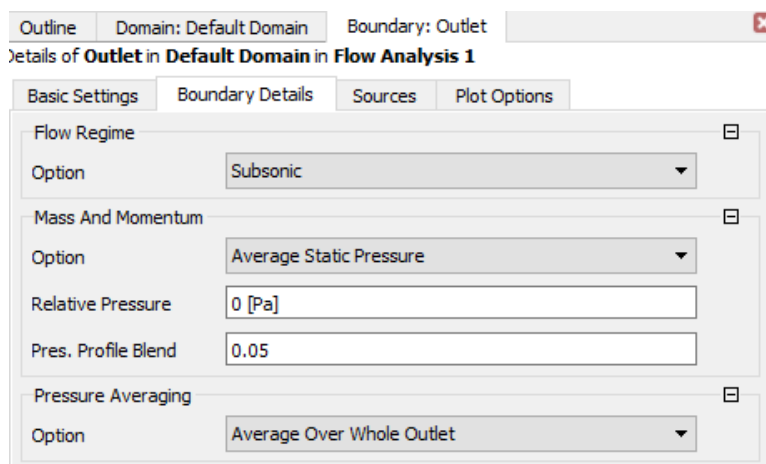 Outline Domain: Default Domain Boundary: Outlet
Details of Outlet in Default Domain in Flow Analysis 1
Basic Settings Boundary Details Sources Plot Options
Flow Regime
Option Subsonic
Mass And Momentum
Option Average Static Pressure
Relative Pressure 0 [Pa]
Pres. Profile Blend 0.05
Pressure Averaging
Option Average Over Whole Outlet